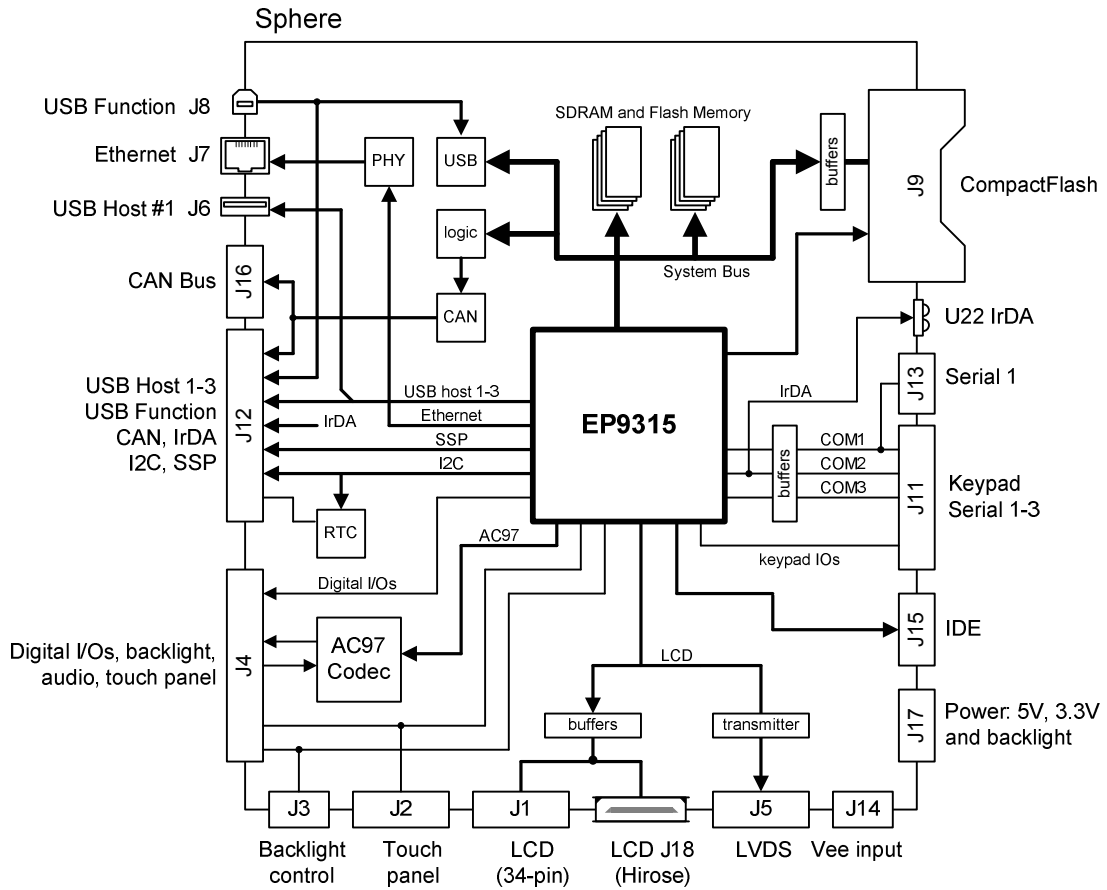 Sphere
USB Function J8
Ethernet J7
USB Host #1 J6
CAN Bus
J16
USB Host 1-3
USB Function
CAN, IrDA
I2C, SSP
J12
PHY
USB
logic
CAN
SDRAM and Flash Memory
System Bus
buffers
J9
CompactFlash
U22 IrDA
J13
Serial 1
IrDA
EP9315
USB host 1-3
Ethernet
IrDA
SSP
I2C
RTC
AC97
buffers
COM1
COM2
COM3
J11
Keypad
Serial 1-3
keypad IOs
Digital I/Os
AC97
Codec
J4
Digital I/Os, backlight,
audio, touch panel
J15
IDE
J17
Power: 5V, 3.3V
and backlight
LCD
buffers
transmitter
J3
J2
J1
J5
J14
Backlight
control
Touch
panel
LCD
(34-pin)
LCD J18
(Hirose)
LVDS
Vee input